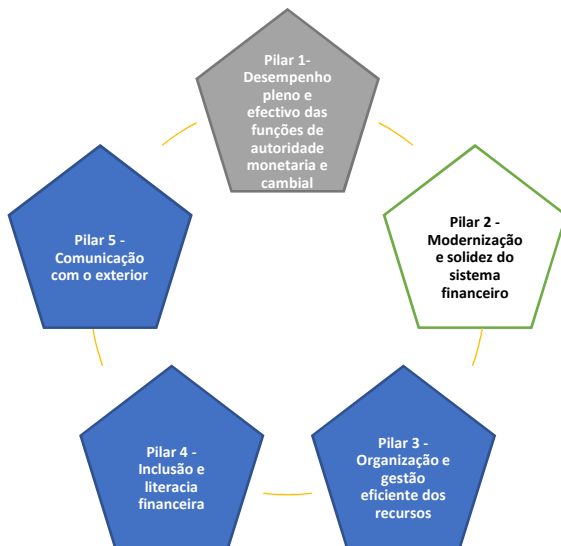 Pilar 1-
Desempenho
pleno e
efectivo das
funções de
autoridade
monetaria e
cambial
Pilar 2 -
Modernização
e solidez do
sistema
financeiro
Pilar 3 -
Organização e
gestão
eficiente dos
recursos
Pilar 4 -
Inclusão e
literacia
financeira
Pilar 5 -
Comunicação
com o exterior